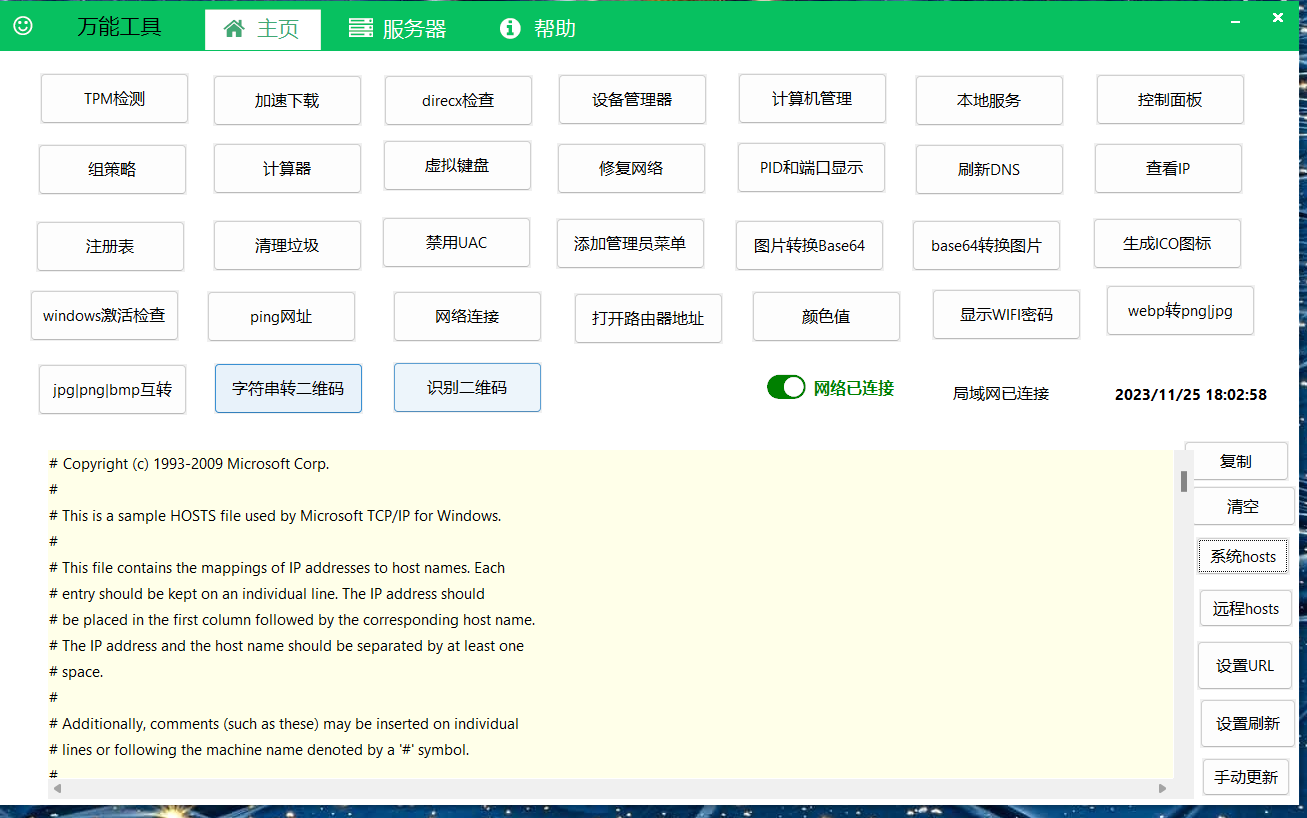 万能工具 主页 服务器 帮助
TPM检测 加速下载 direcx检查 设备管理器 计算机管理 本地服务 控制面板
组策略 计算器 虚拟键盘 修复网络 PID和端口显示 刷新DNS 查看IP
注册表 清理垃圾 禁用UAC 添加管理员菜单 图片转换Base64 base64转换图片 生成ICO图标
windows激活检查 ping网址 网络连接 打开路由器地址 颜色值 显示WIFI密码 webp转png|jpg
jpg|png|bmp互转 字符串转二维码 识别二维码 网络已连接 局域网已连接 2023/11/25 18:02:58
# Copyright (c) 1993-2009 Microsoft Corp.
#
# This is a sample HOSTS file used by Microsoft TCP/IP for Windows.
#
# This file contains the mappings of IP addresses to host names. Each
# entry should be kept on an individual line. The IP address should
# be placed in the first column followed by the corresponding host name.
# The IP address and the host name should be separated by at least one
# space.
#
# Additionally, comments (such as these) may be inserted on individual
# lines or following the machine name denoted by a '#' symbol.
#
复制
清空
系统hosts
远程hosts
设置URL
设置刷新
手动更新